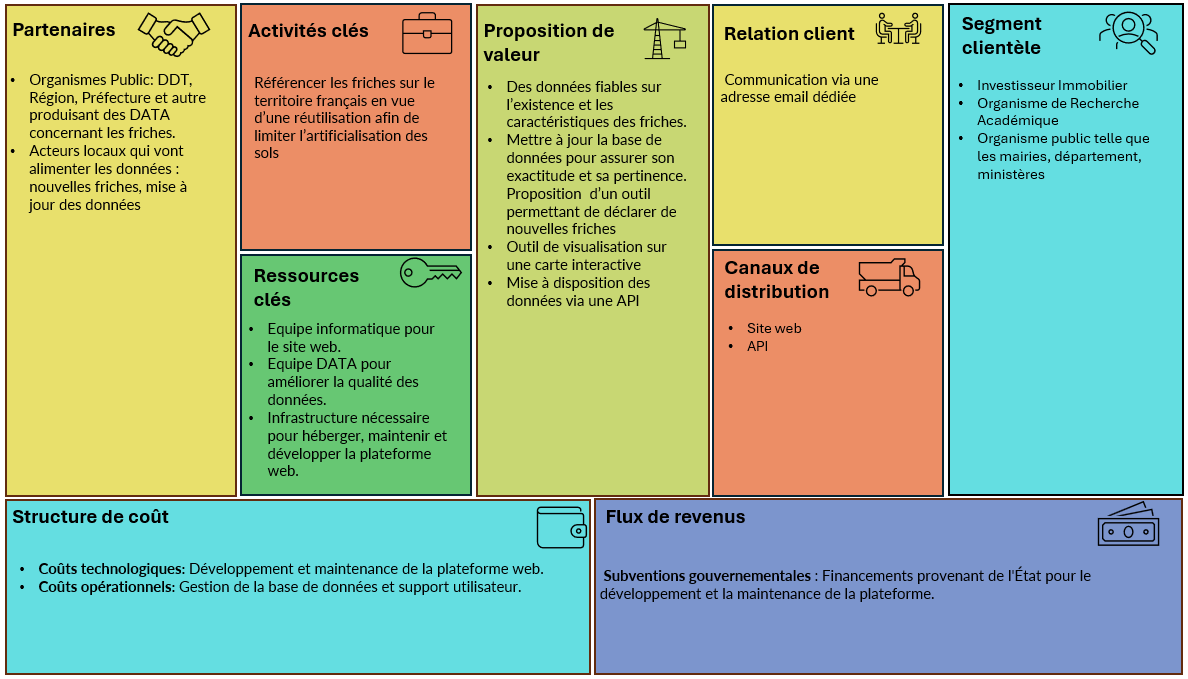 Partenaires
• Organismes Public: DDT,
Région, Préfecture et autre
produisant des DATA
concernant les friches.
• Acteurs locaux qui vont
alimenter les données :
nouvelles friches, mise à
jour des données
Activités clés
Référencer les friches sur le
territoire français en vue
d'une réutilisation afin de
limiter l'artificialisation des
sols
Ressources
clés
• Equipe informatique pour
le site web.
• Equipe DATA pour
améliorer la qualité des
données.
• Infrastructure nécessaire
pour héberger, maintenir et
développer la plateforme
web.
Proposition de
valeur
• Des données fiables sur
l'existence et les
caractéristiques des friches.
• Mettre à jour la base de
données pour assurer son
exactitude et sa pertinence.
Proposition d'un outil
permettant de déclarer de
nouvelles friches
• Outil de visualisation sur
une carte interactive
• Mise à disposition des
données via une API
Relation client
Communication via une
adresse email dédiée
Canaux de
distribution
• Site web
• API
Segment
clientèle
• Investisseur Immobilier
• Organisme de Recherche
Académique
• Organisme public telle que
les mairies, département,
ministères
Structure de coût
• Coûts technologiques: Développement et maintenance de la plateforme web.
• Coûts opérationnels: Gestion de la base de données et support utilisateur.
Flux de revenus
Subventions gouvernementales : Financements provenant de l'État pour le
développement et la maintenance de la plateforme.